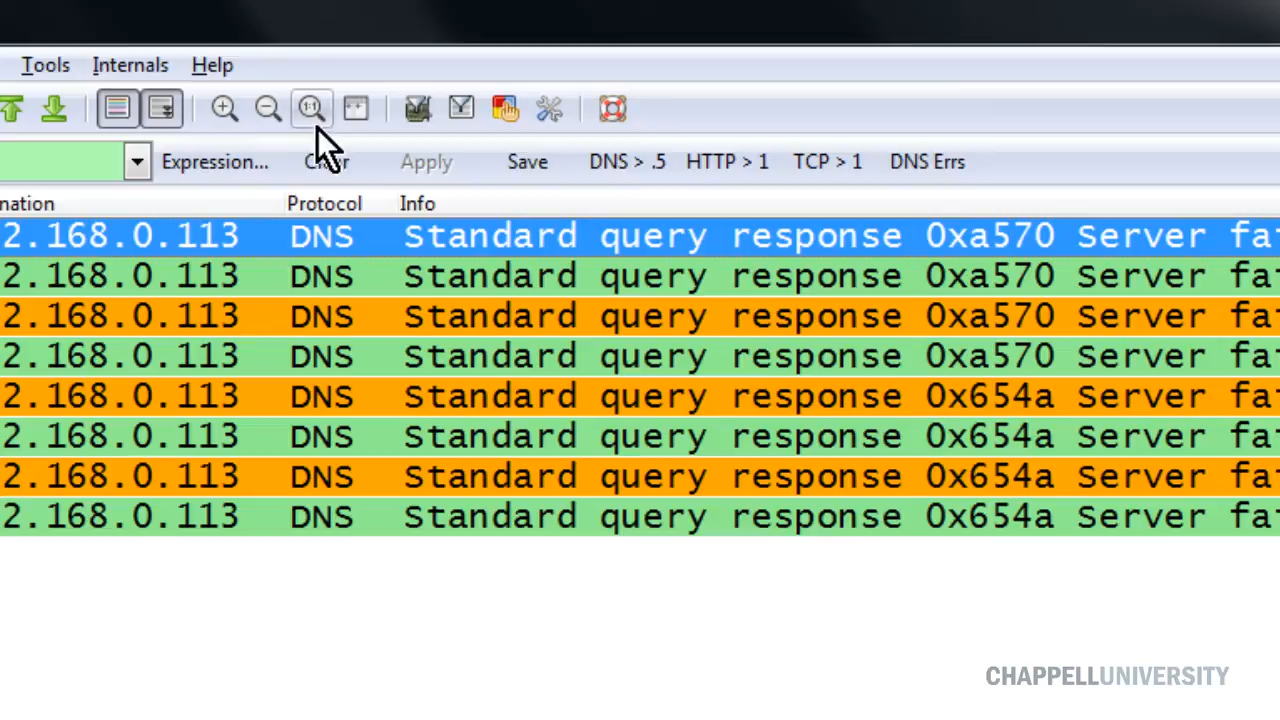 Tools Internals Help
1:1
Expression... Clear Apply Save DNS > .5 HTTP > 1 TCP > 1 DNS Errs
nation Protocol Info
2.168.0.113 DNS Standard query response 0xa570 Server fa
2.168.0.113 DNS Standard query response 0xa570 Server fa
2.168.0.113 DNS Standard query response 0xa570 Server fa
2.168.0.113 DNS Standard query response 0xa570 Server fa
2.168.0.113 DNS Standard query response 0x654a Server fa
2.168.0.113 DNS Standard query response 0x654a Server fa
2.168.0.113 DNS Standard query response 0x654a Server fa
2.168.0.113 DNS Standard query response 0x654a Server fa
CHAPPELLUNIVERSITY